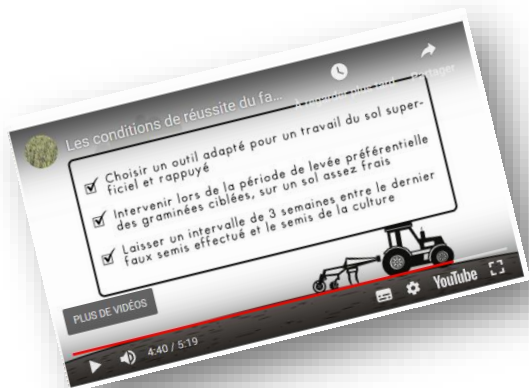 Les conditions de réussite du fa...
À regarder plus tard
Partager
Choisir un outil adapté pour un travail du sol super-
ficiel et rappuyé
Intervenir lors de la période de levée préférentielle
des graminées ciblées, sur un sol assez frais
Laisser un intervalle de 3 semaines entre le dernier
faux semis effectué et le semis de la culture
PLUS DE VIDÉOS
4:40 / 5:19
YouTube